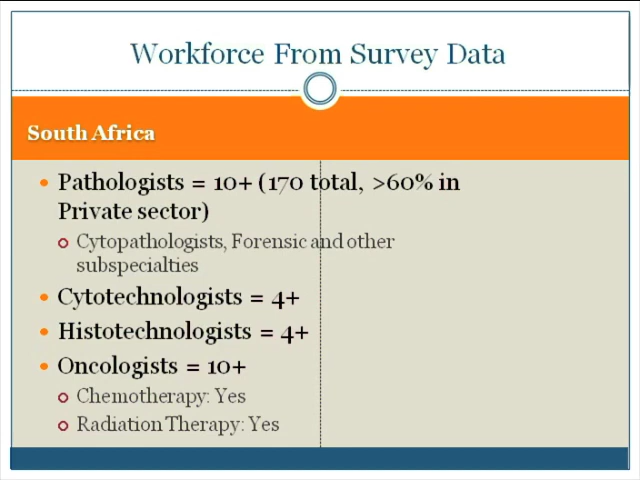 Workforce From Survey Data
South Africa
Pathologists = 10+ (170 total, >60% in
Private sector)
Cytopathologists, Forensic and other
subspecialties
Cytotechnologists = 4+
Histotechnologists = 4+
Oncologists = 10+
Chemotherapy: Yes
Radiation Therapy: Yes